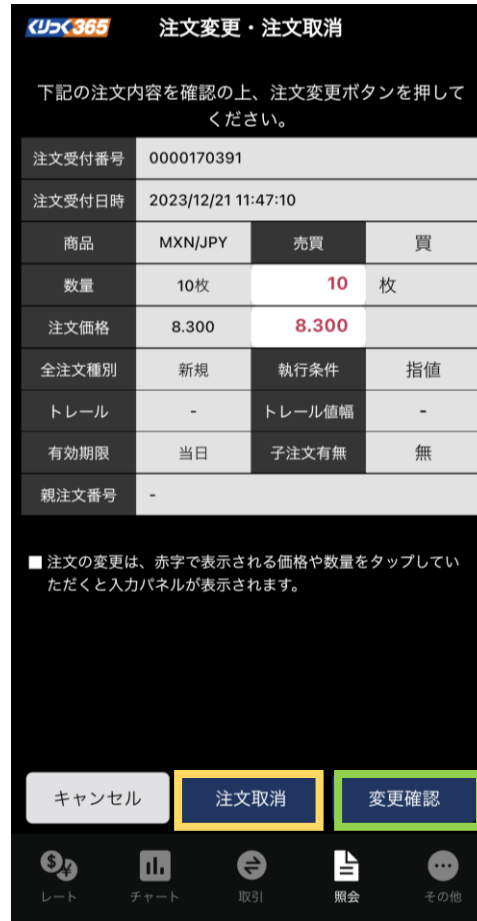 くりっく365 注文変更・注文取消
下記の注文内容を確認の上、注文変更ボタンを押して
ください。
注文受付番号 0000170391
注文受付日時 2023/12/21 11:47:10
商品 MXN/JPY 売買 買
数量 10枚 10 枚
注文価格 8.300 8.300
全注文種別 新規 執行条件 指値
トレール - トレール値幅 -
有効期限 当日 子注文有無 無
親注文番号 -
■ 注文の変更は、赤字で表示される価格や数量をタップしてい
ただくと入力パネルが表示されます。
キャンセル 注文取消 変更確認
レート チャート 取引 照会 その他